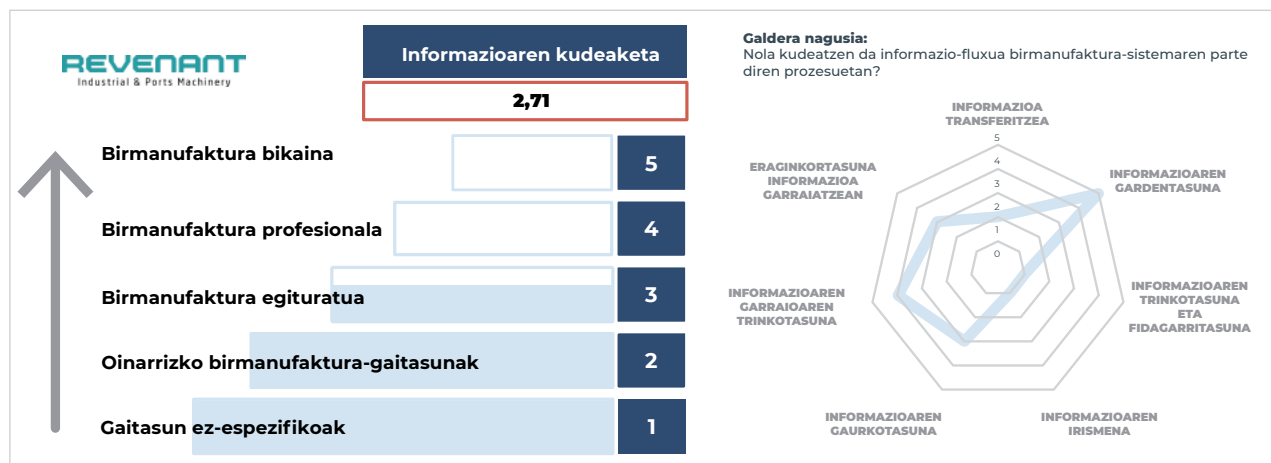 REVENANT
Industrial & Ports Machinery
Informazioaren kudeaketa
2,71
Birmanufaktura bikaina
5
Birmanufaktura profesionala
4
Birmanufaktura egituratua
3
Oinarrizko birmanufaktura-gaitasunak
2
Gaitasun ez-espezifikoak
1
Galdera nagusia:
Nola kudeatzen da informazio-fluxua birmanufaktura-sistemaren parte
diren prozesuetan?
INFORMAZIOA
TRANSFERITZEA
5
4
3
2
1
0
INFORMAZIOAREN
GARDENTASUNA
INFORMAZIOAREN
TRINKOTASUNA
ETA
FIDAGARRITASUNA
INFORMAZIOAREN
IRISMENA
INFORMAZIOAREN
GAURKOTASUNA
INFORMAZIOAREN
GARRAIOAREN
TRINKOTASUNA
ERAGINKORTASUNA
INFORMAZIOA
GARRAIATZEAN